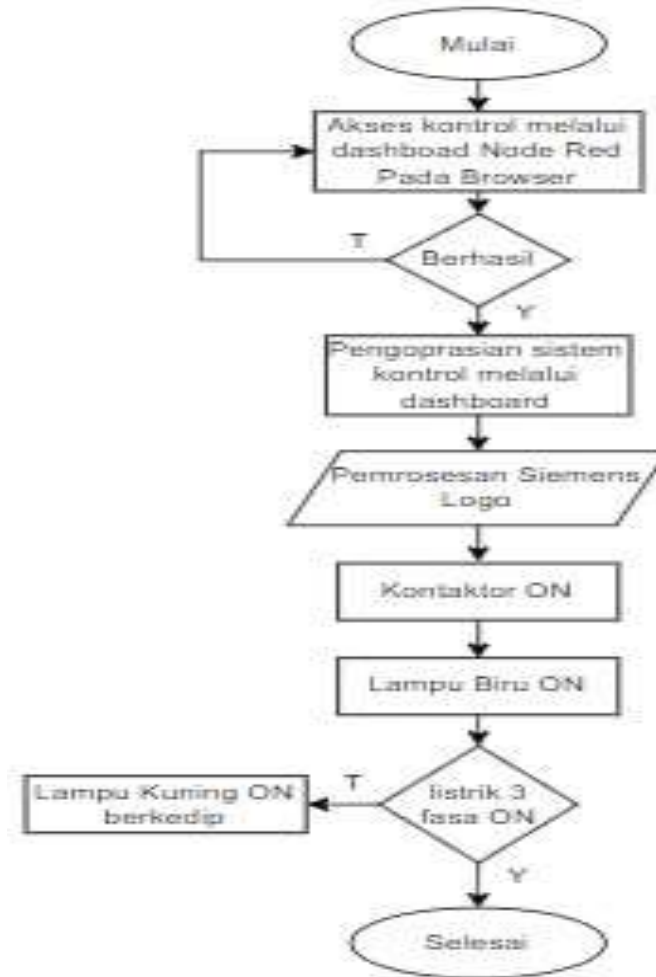 Mulai
Akses kontrol melalui
dashboad Node Red
Pada Browser
T
Berhasil
Y
Pengoprasian sistem
kontrol melalui
dashboard
Pemrosesan Siemens
Logo
Kontaktor ON
Lampu Biru ON
Lampu Kuning ON
berkedip
T
listrik 3
fasa ON
Y
Selesai